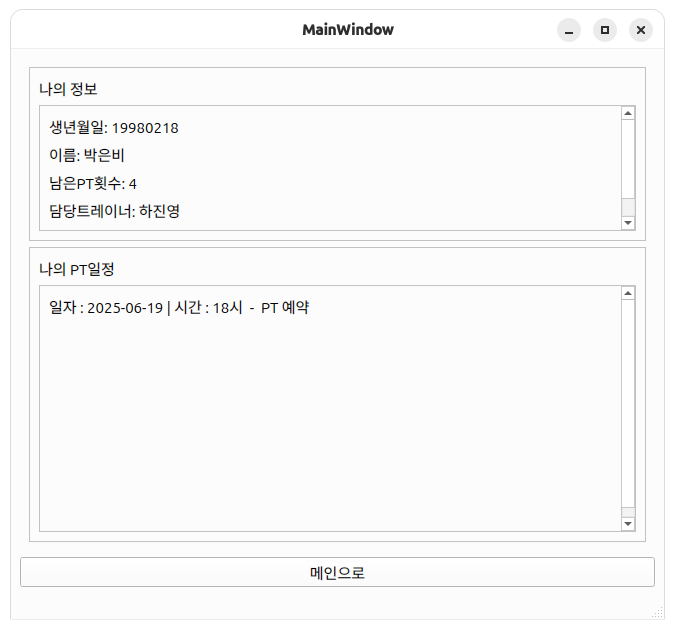 MainWindow
나의 정보
생년월일: 19980218
이름: 박은비
남은PT횟수: 4
담당트레이너: 하진영
나의 PT일정
일자 : 2025-06-19 | 시간 : 18시 - PT 예약
메인으로